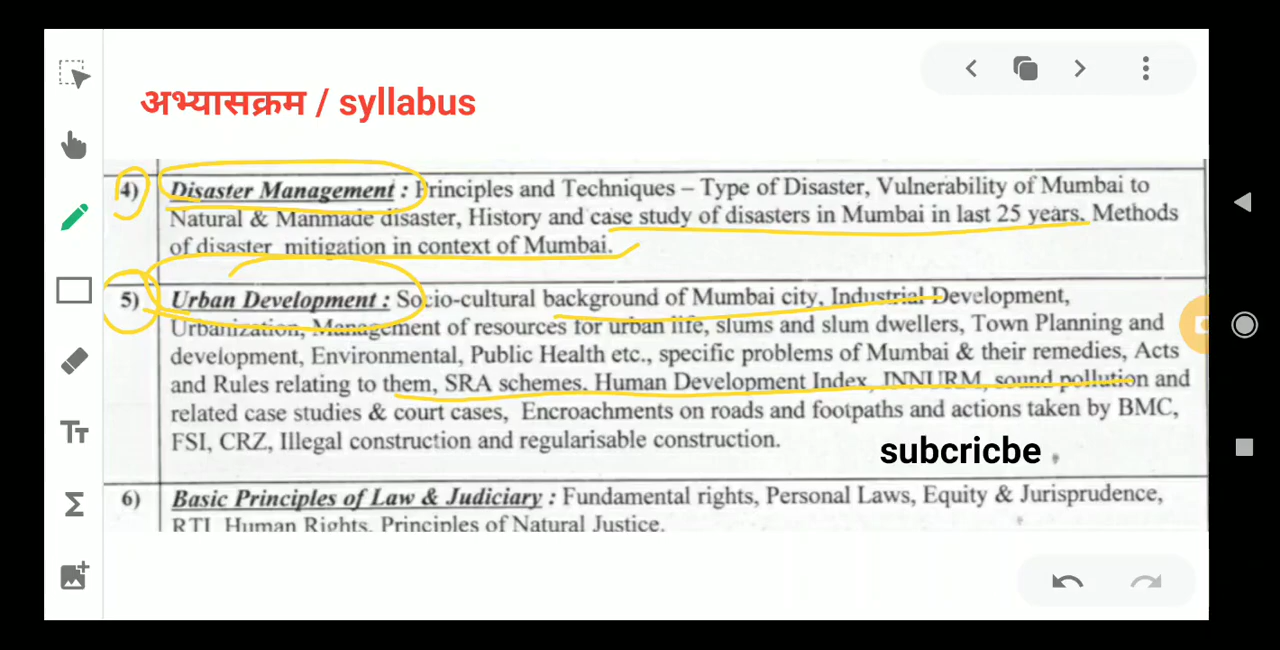 अभ्यासक्रम / syllabus
4) Disaster Management : Principles and Techniques – Type of Disaster, Vulnerability of Mumbai to
Natural & Manmade disaster, History and case study of disasters in Mumbai in last 25 years. Methods
of disaster mitigation in context of Mumbai.
5) Urban Development : Socio-cultural background of Mumbai city, Industrial Development,
Urbanization, Management of resources for urban life, slums and slum dwellers, Town Planning and
development, Environmental, Public Health etc., specific problems of Mumbai & their remedies, Acts
and Rules relating to them, SRA schemes. Human Development Index, JNNURM, sound pollution and
related case studies & court cases, Encroachments on roads and footpaths and actions taken by BMC,
FSI, CRZ, Illegal construction and regularisable construction.
subcricbe
6) Basic Principles of Law & Judiciary : Fundamental rights, Personal Laws, Equity & Jurisprudence,
RTI, Human Rights, Principles of Natural Justice.